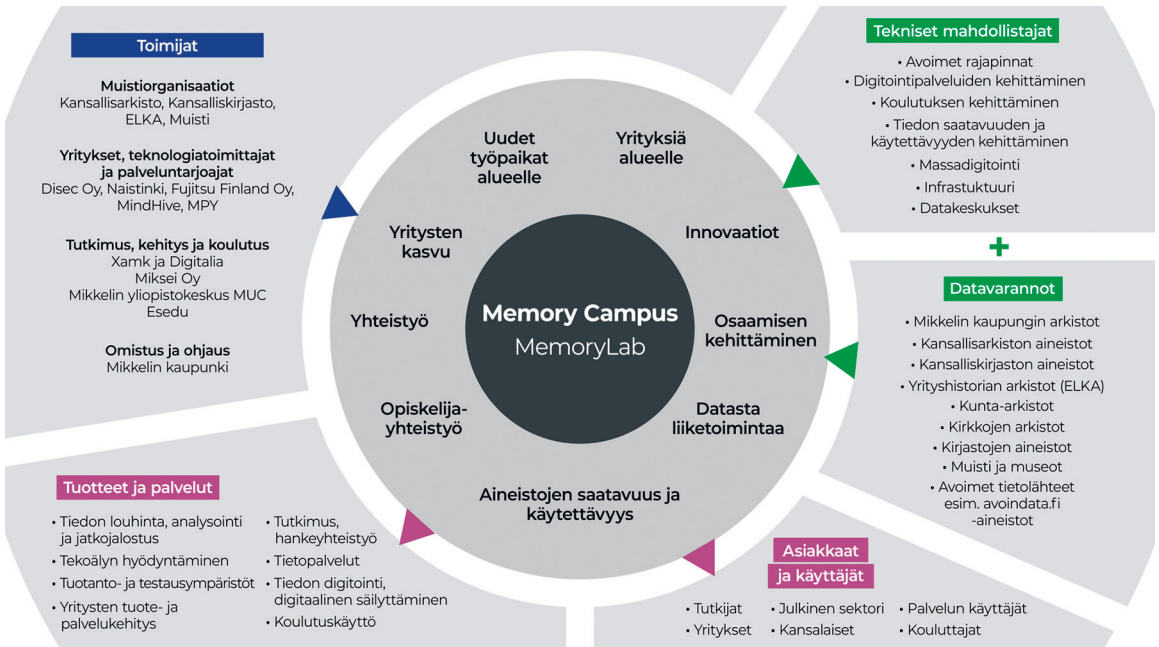 Toimijat
Muistiorganisaatiot
Kansallisarkisto, Kansalliskirjasto,
ELKA, Muisti
Yritykset, teknologiatoimittajat
ja palveluntarjoajat
Disec Oy, Naistinki, Fujitsu Finland Oy,
MindHive, MPY
Tutkimus, kehitys ja koulutus
Xamk ja Digitalia
Miksei Oy
Mikkelin yliopistokeskus MUC
Esedu
Omistus ja ohjaus
Mikkelin kaupunki
Uudet
työpaikat
alueelle
Yrityksiä
alueelle
Yritysten
kasvu
Innovaatiot
Yhteistyö
Memory Campus
MemoryLab
Osaamisen
kehittäminen
Opiskelija-
yhteistyö
Datasta
liiketoimintaa
Aineistojen saatavuus ja
käytettävyys
Tekniset mahdollistajat
• Avoimet rajapinnat
• Digitointipalveluiden kehittäminen
• Koulutuksen kehittäminen
• Tiedon saatavuuden ja
käytettävyyden kehittäminen
• Massadigitointi
• Infrastuktuuri
• Datakeskukset
+
Datavarannot
• Mikkelin kaupungin arkistot
• Kansallisarkiston aineistot
• Kansalliskirjaston aineistot
• Yrityshistorian arkistot (ELKA)
• Kunta-arkistot
• Kirkkojen arkistot
• Kirjastojen aineistot
• Muisti ja museot
• Avoimet tietolähteet
esim. avoindata.fi
-aineistot
Tuotteet ja palvelut
• Tiedon louhinta, analysointi
ja jatkojalostus
• Tekoälyn hyödyntäminen
• Tuotanto- ja testausympäristöt
• Yritysten tuote- ja
palvelukehitys
• Tutkimus,
hankeyhteistyö
• Tietopalvelut
• Tiedon digitointi,
digitaalinen säilyttäminen
• Koulutuskäyttö
Asiakkaat
ja käyttäjät
• Tutkijat
• Yritykset
• Julkinen sektori
• Kansalaiset
• Palvelun käyttäjät
• Kouluttajat